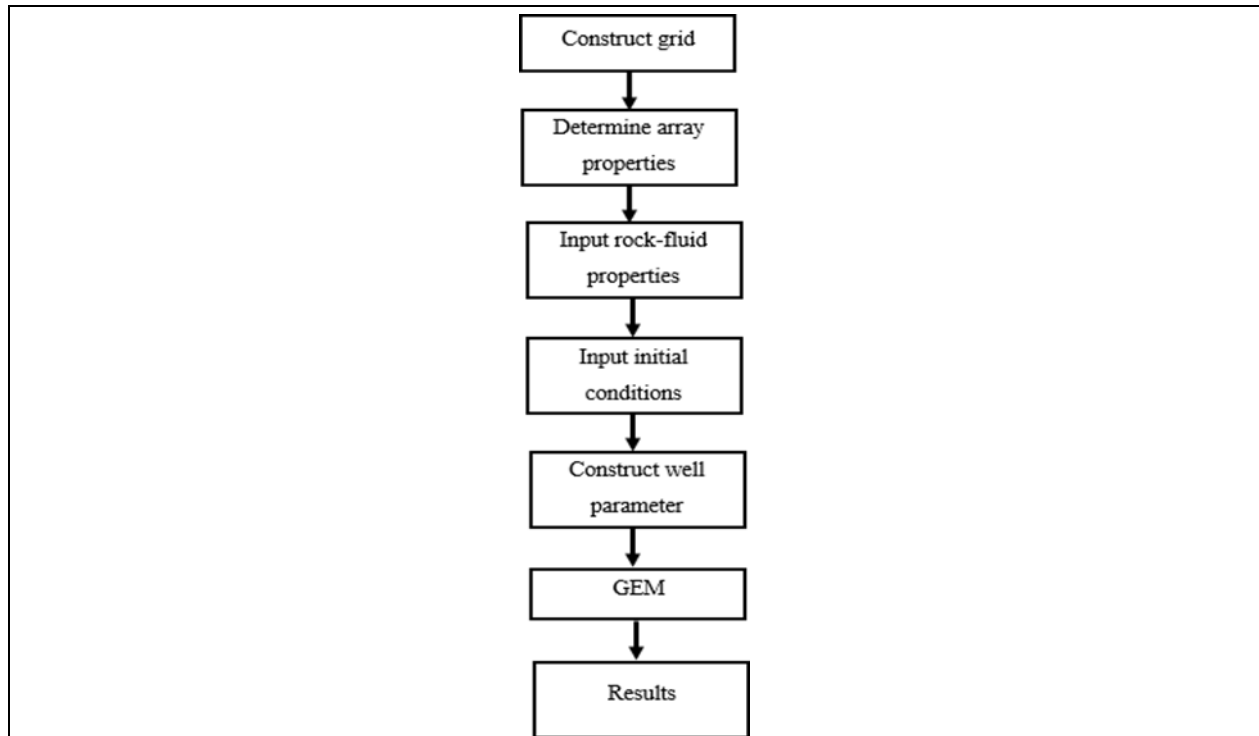 Construct grid
Determine array
properties
Input rock-fluid
properties
Input initial
conditions
Construct well
parameter
GEM
Results